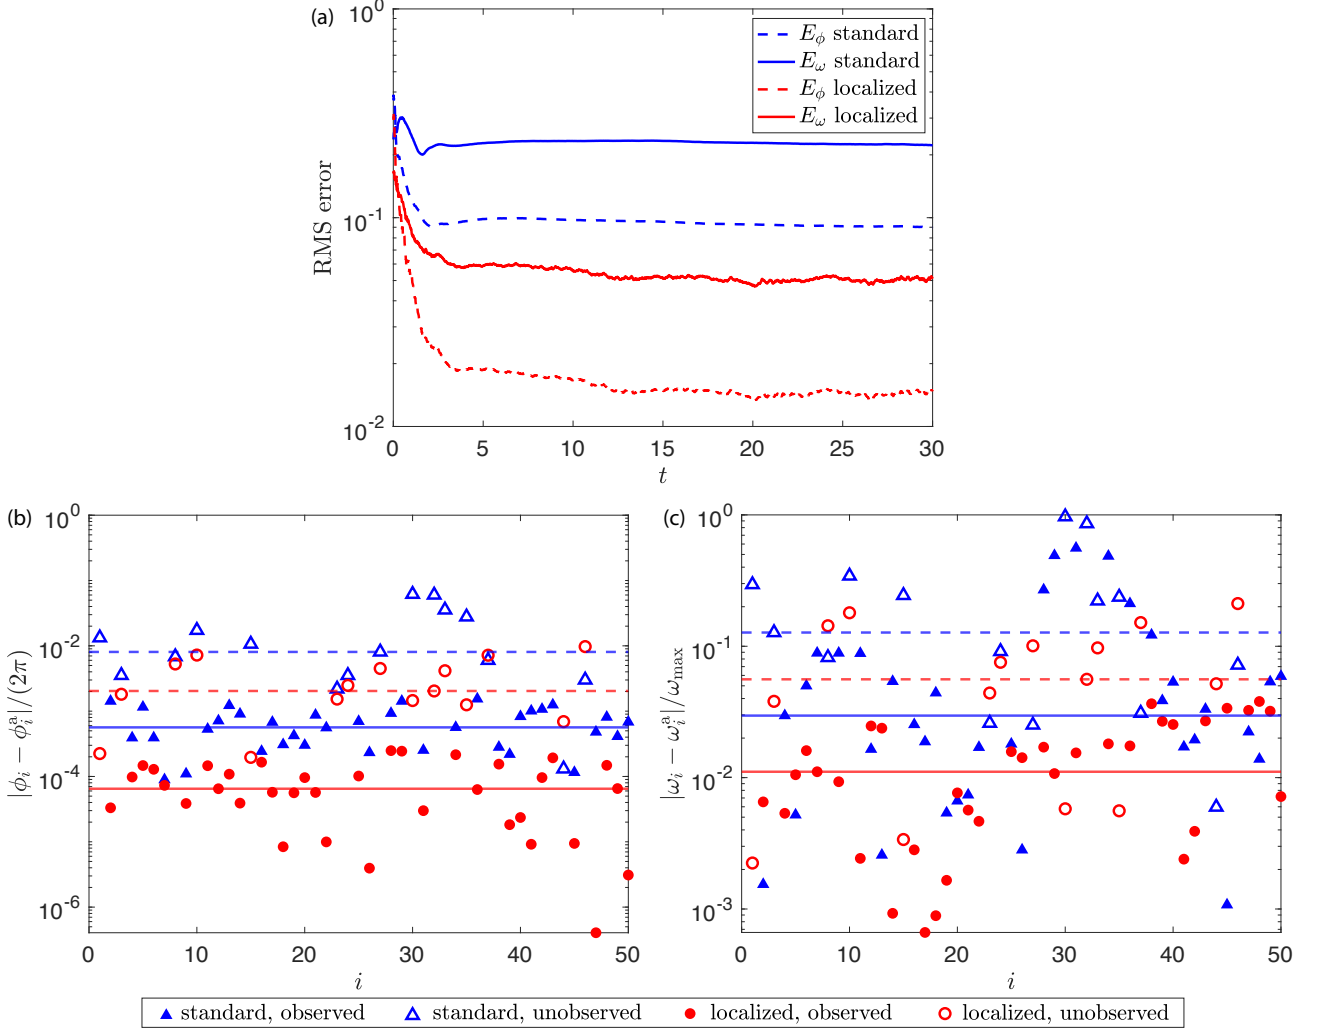 (a)
10^0
10^-1
10^-2
RMS error
E_ϕ standard
E_ω standard
E_ϕ localized
E_ω localized
0 5 10 15 20 25 30
t
(b)
10^0
10^-2
10^-4
10^-6
|ϕ_i − ϕ_i^a|/(2π)
0 10 20 30 40 50
i
(c)
10^0
10^-1
10^-2
10^-3
|ω_i − ω_i^a|/ω_max
0 10 20 30 40 50
i
standard, observed standard, unobserved localized, observed localized, unobserved